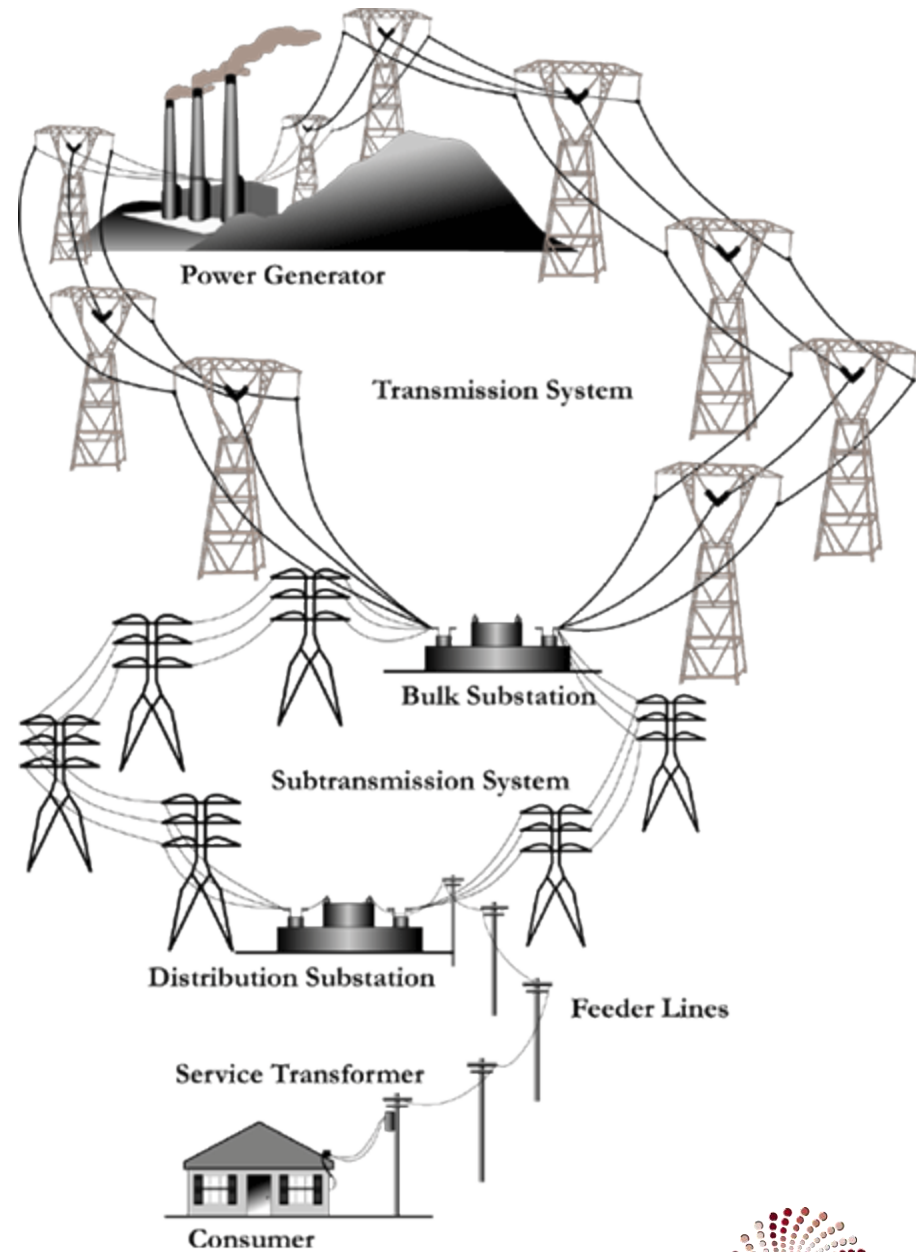 Power Generator
Transmission System
Bulk Substation
Subtransmission System
Distribution Substation
Feeder Lines
Service Transformer
Consumer